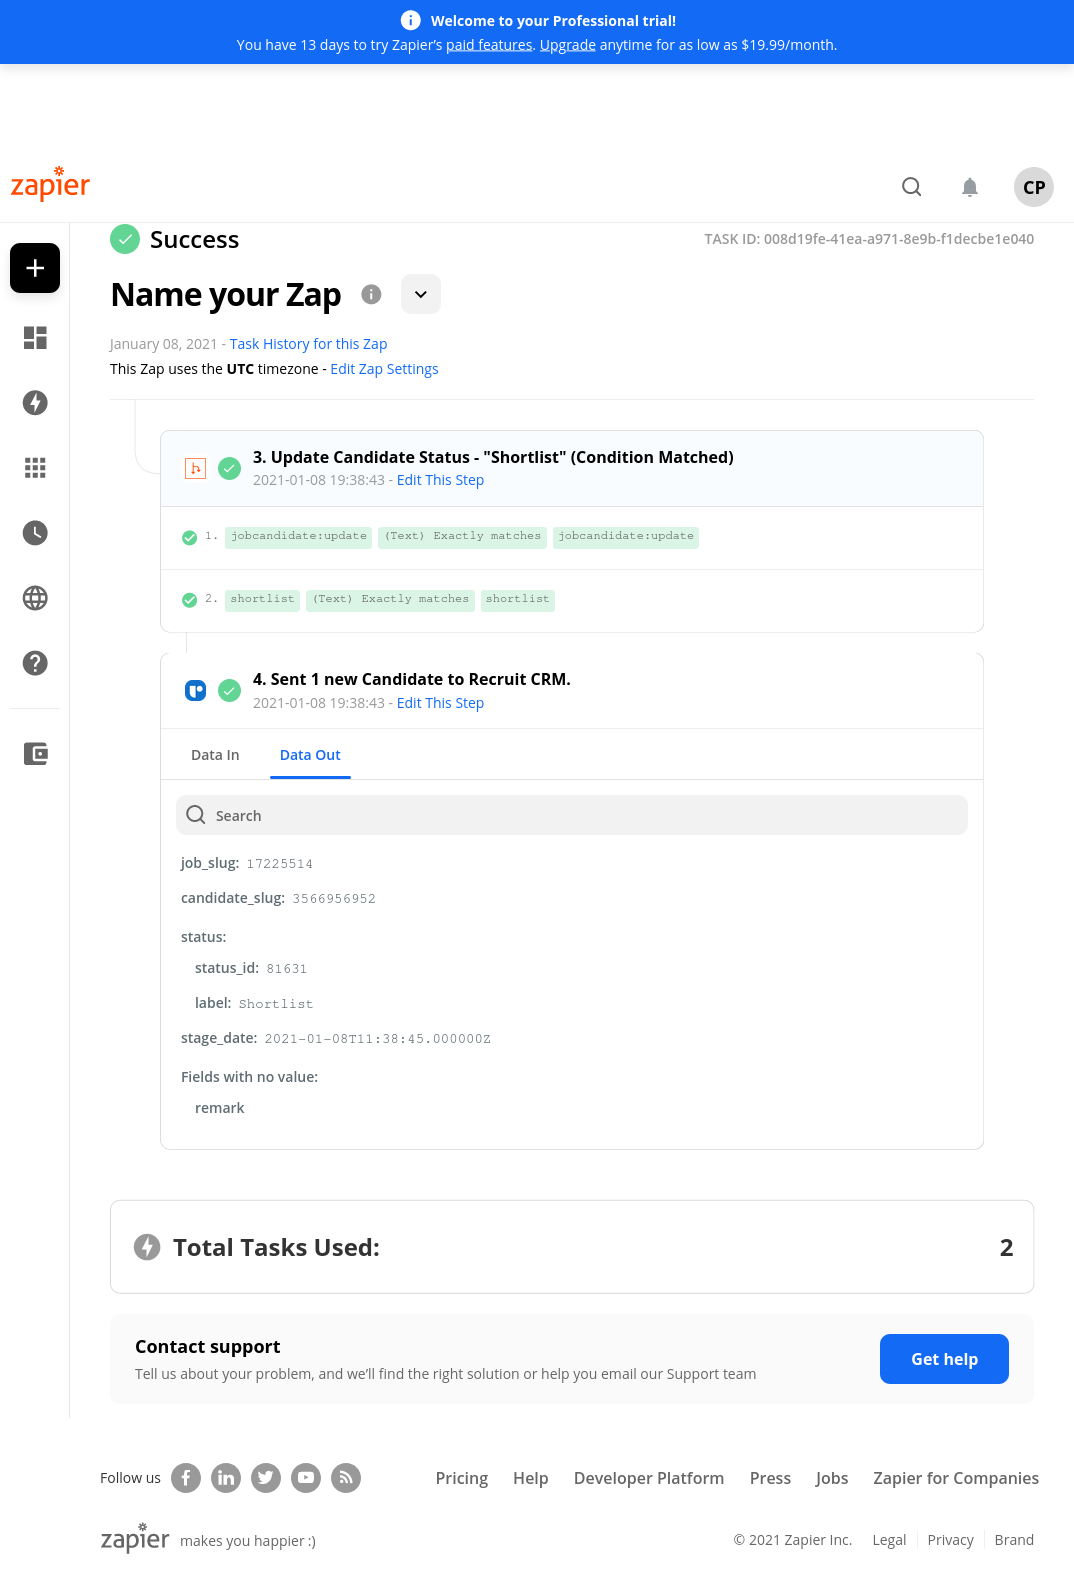 Welcome to your Professional trial!
You have 13 days to try Zapier's paid features. Upgrade anytime for as low as $19.99/month.
zapier
CP
Success
TASK ID: 008d19fe-41ea-a971-8e9b-f1decbe1e040
Name your Zap
January 08, 2021 - Task History for this Zap
This Zap uses the UTC timezone - Edit Zap Settings
3. Update Candidate Status - "Shortlist" (Condition Matched)
2021-01-08 19:38:43 - Edit This Step
1. jobcandidate:update (Text) Exactly matches jobcandidate:update
2. shortlist (Text) Exactly matches shortlist
4. Sent 1 new Candidate to Recruit CRM.
2021-01-08 19:38:43 - Edit This Step
Data In Data Out
Search
job_slug: 17225514
candidate_slug: 3566956952
status:
status_id: 81631
label: Shortlist
stage_date: 2021-01-08T11:38:45.000000Z
Fields with no value:
remark
Total Tasks Used: 2
Contact support
Tell us about your problem, and we’ll find the right solution or help you email our Support team
Get help
Follow us
Pricing Help Developer Platform Press Jobs Zapier for Companies
zapier makes you happier :)
© 2021 Zapier Inc. Legal Privacy Brand